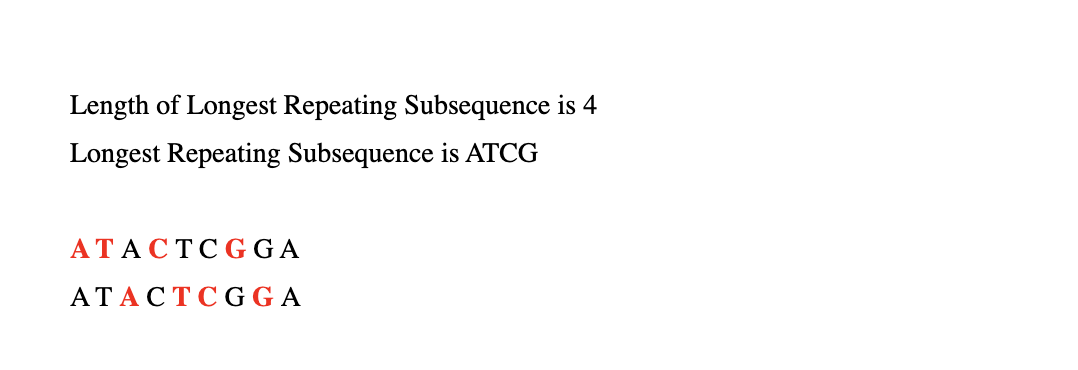 Length of Longest Repeating Subsequence is 4
Longest Repeating Subsequence is ATCG
A T A C T C G G A
A T A C T C G G A